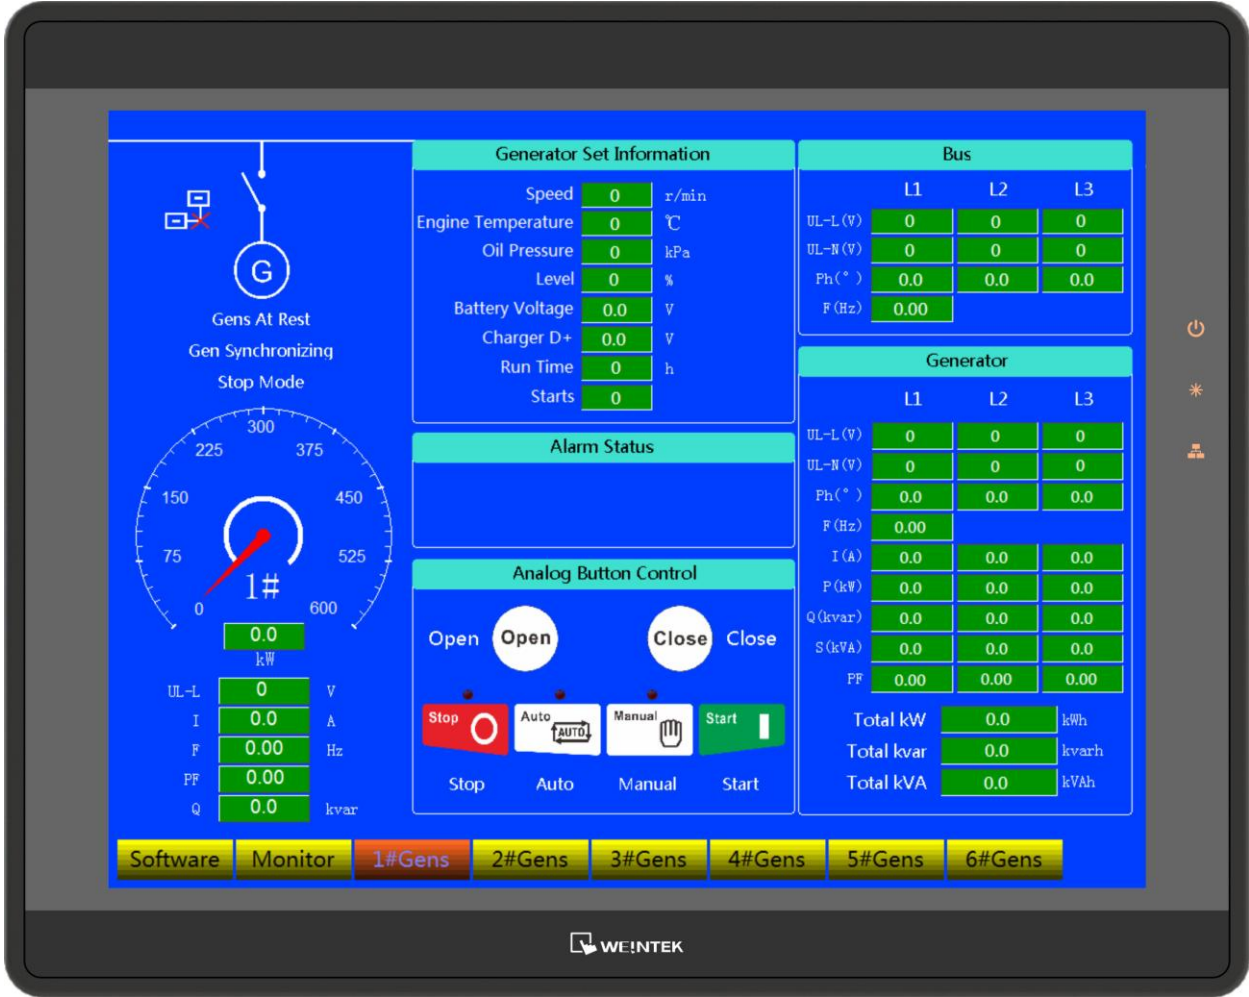 G
Gens At Rest
Gen Synchronizing
Stop Mode
300
225 375
150 450
75 525
0 600
1#
0.0
kW
UL-L 0 V
I 0.0 A
F 0.00 Hz
PF 0.00
Q 0.0 kvar
Generator Set Information
Speed 0 r/min
Engine Temperature 0 ℃
Oil Pressure 0 kPa
Level 0 %
Battery Voltage 0.0 V
Charger D+ 0.0 V
Run Time 0 h
Starts 0
Alarm Status
Analog Button Control
Open Open Close Close
Stop Auto AUTO Manual Start
Stop Auto Manual Start
Bus
L1 L2 L3
UL-L(V) 0 0 0
UL-N(V) 0 0 0
Ph(°) 0.0 0.0 0.0
F(Hz) 0.00
Generator
L1 L2 L3
UL-L(V) 0 0 0
UL-N(V) 0 0 0
Ph(°) 0.0 0.0 0.0
F(Hz) 0.00
I(A) 0.0 0.0 0.0
P(kW) 0.0 0.0 0.0
Q(kvar) 0.0 0.0 0.0
S(kVA) 0.0 0.0 0.0
PF 0.00 0.00 0.00
Total kW 0.0 kWh
Total kvar 0.0 kvarh
Total kVA 0.0 kVAh
Software Monitor 1#Gens 2#Gens 3#Gens 4#Gens 5#Gens 6#Gens
WE!NTEK